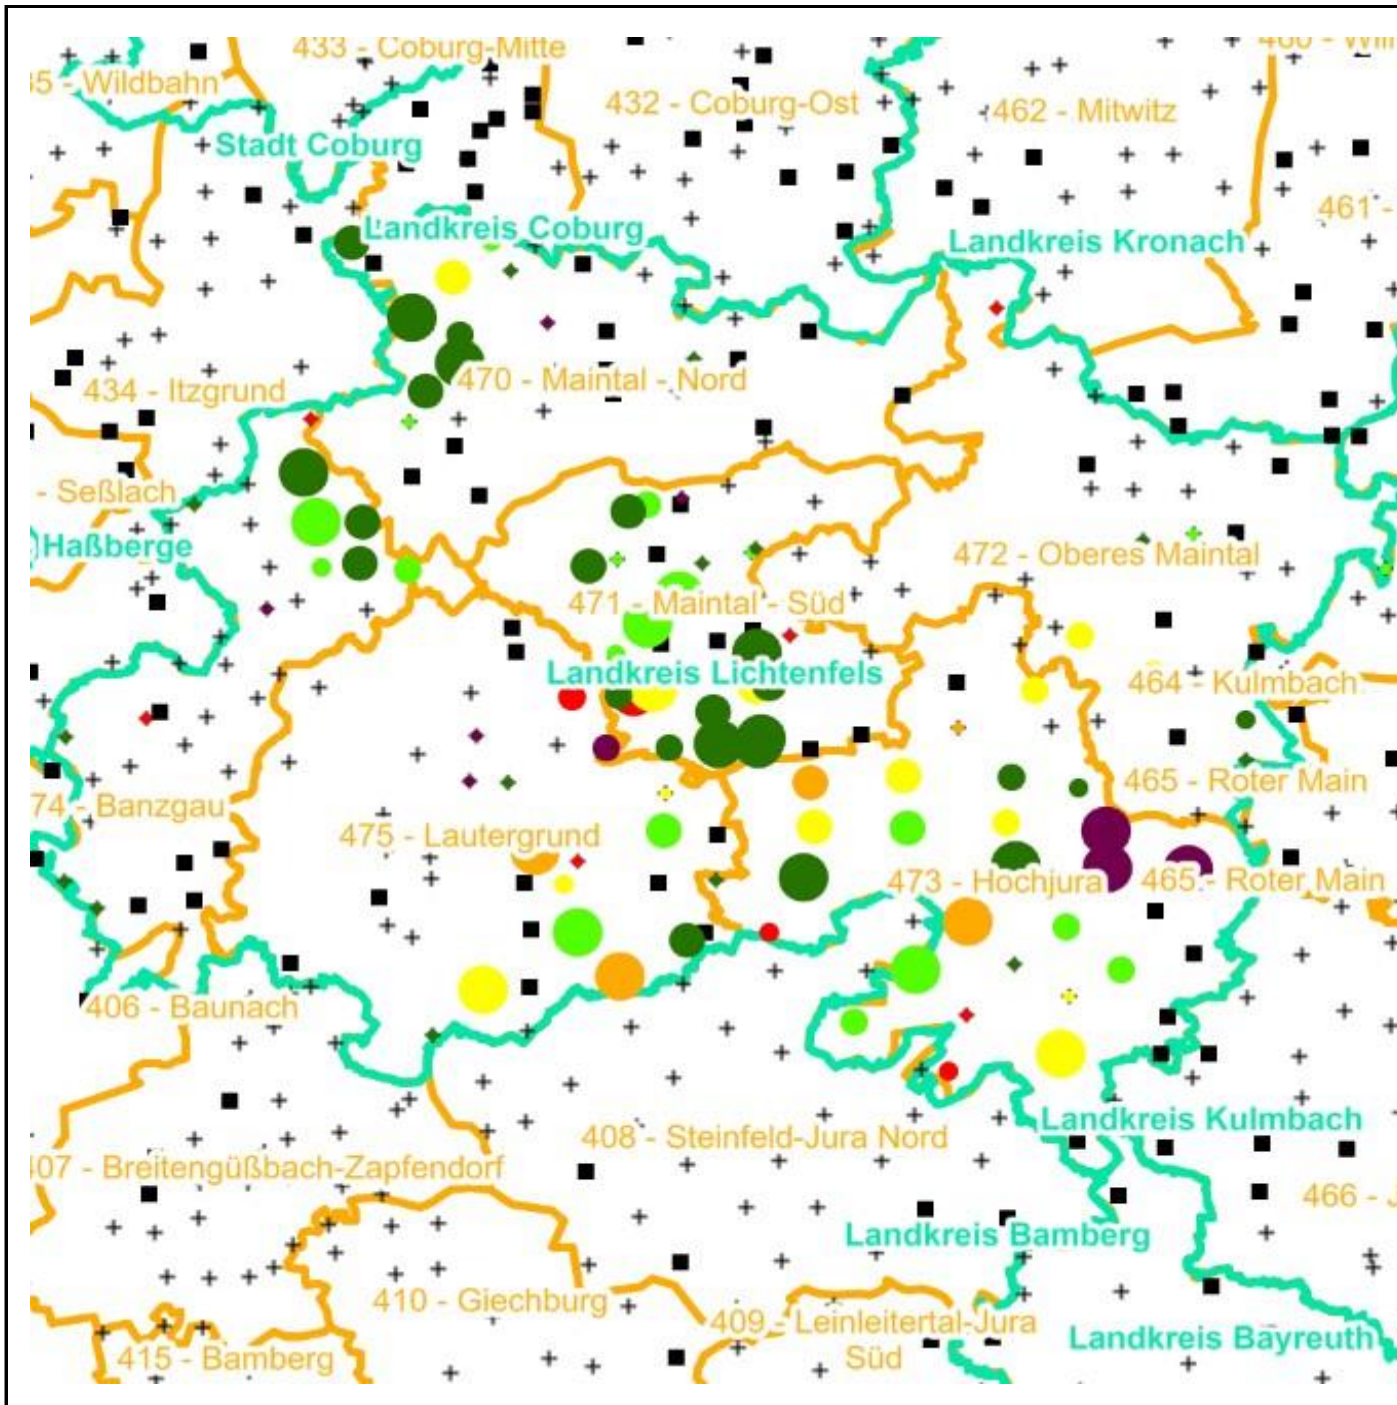 433 - Coburg-Mitte
35 - Wildbahn
432 - Coburg-Ost
462 - Mitwitz
Stadt Coburg
461 -
Landkreis Coburg
Landkreis Kronach
470 - Maintal - Nord
434 - Itzgrund
- Seßlach
Haßberge
472 - Oberes Maintal
471 - Maintal - Süd
Landkreis Lichtenfels
464 - Kulmbach
465 - Roter Main
74 - Banzgau
475 - Lautergrund
473 - Hochjura
465 - Roter Main
406 - Baunach
Landkreis Kulmbach
408 - Steinfeld-Jura Nord
407 - Breitengüßbach-Zapfendorf
466 - J
Landkreis Bamberg
410 - Giechburg
409 - Leinleitertal-Jura
Süd
Landkreis Bayreuth
415 - Bamberg